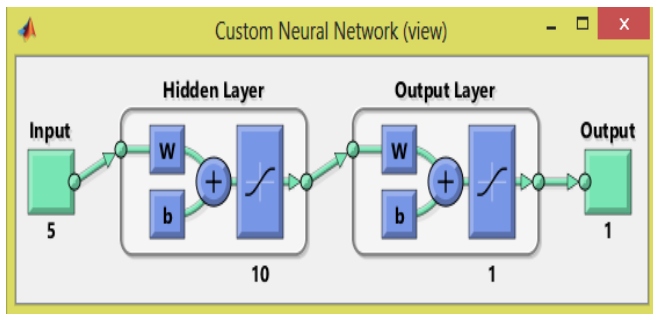 Custom Neural Network (view)
Hidden Layer
Output Layer
Input
Output
W
b
W
b
5
10
1
1